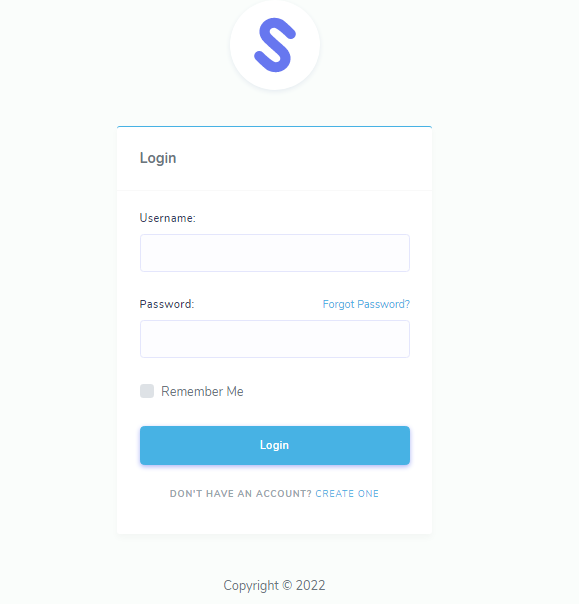 S
Login
Username:
Password: Forgot Password?
Remember Me
Login
DON'T HAVE AN ACCOUNT? CREATE ONE
Copyright © 2022